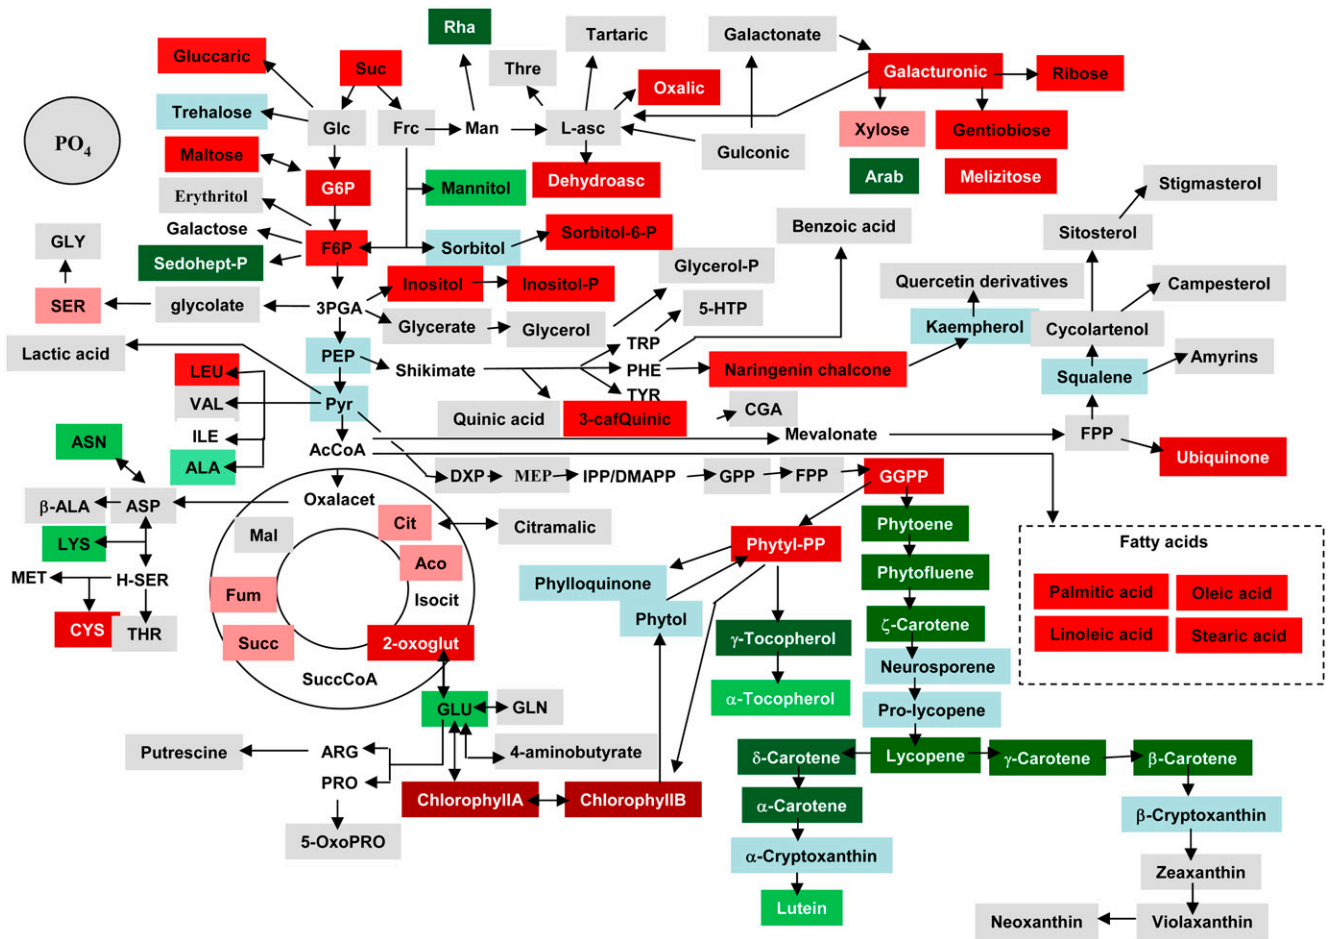 Rha
Tartaric
Galactonate
Gluccaric
Suc
Thre
Oxalic
Galacturonic
Ribose
Trehalose
Glc
Frc
Man
L-asc
Xylose
Gentiobiose
PO4
Maltose
Gulconic
G6P
Mannitol
Dehydroasc
Arab
Melizitose
Stigmasterol
Erythritol
Galactose
Benzoic acid
Sitosterol
GLY
F6P
Sorbitol
Sorbitol-6-P
Sedohept-P
Glycerol-P
Quercetin derivatives
Campesterol
SER
glycolate
3PGA
Inositol
Inositol-P
5-HTP
Glycerate
Glycerol
Kaempherol
Cycolartenol
Lactic acid
PEP
TRP
Amyrins
LEU
Shikimate
PHE
Naringenin chalcone
Squalene
VAL
Pyr
TYR
Quinic acid
3-cafQuinic
CGA
ILE
ASN
Mevalonate
FPP
AcCoA
ALA
Ubiquinone
DXP
MEP
IPP/DMAPP
GPP
FPP
GGPP
β-ALA
ASP
Oxalacet
Cit
Citramalic
Phytoene
LYS
Mal
Phytyl-PP
Fatty acids
Aco
MET
H-SER
Phylloquinone
Phytofluene
Fum
Isocit
Palmitic acid
Oleic acid
Phytol
CYS
THR
Succ
2-oxoglut
γ-Tocopherol
ζ-Carotene
Linoleic acid
Stearic acid
SuccCoA
Neurosporene
α-Tocopherol
GLU
GLN
Pro-lycopene
Putrescine
ARG
4-aminobutyrate
δ-Carotene
Lycopene
γ-Carotene
β-Carotene
PRO
ChlorophyllA
ChlorophyllB
α-Carotene
β-Cryptoxanthin
5-OxoPRO
α-Cryptoxanthin
Zeaxanthin
Lutein
Neoxanthin
Violaxanthin